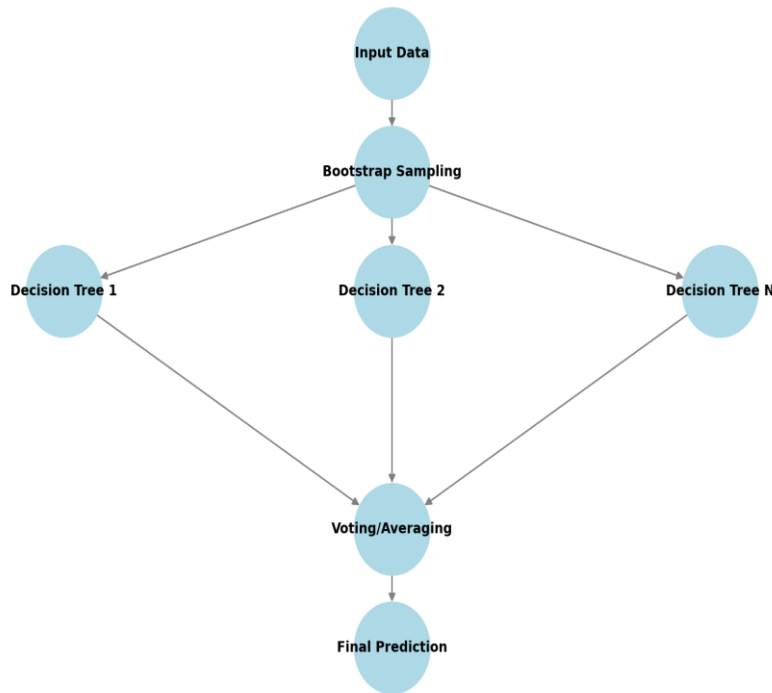 Input Data
Bootstrap Sampling
Decision Tree 1
Decision Tree 2
Decision Tree N
Voting/Averaging
Final Prediction